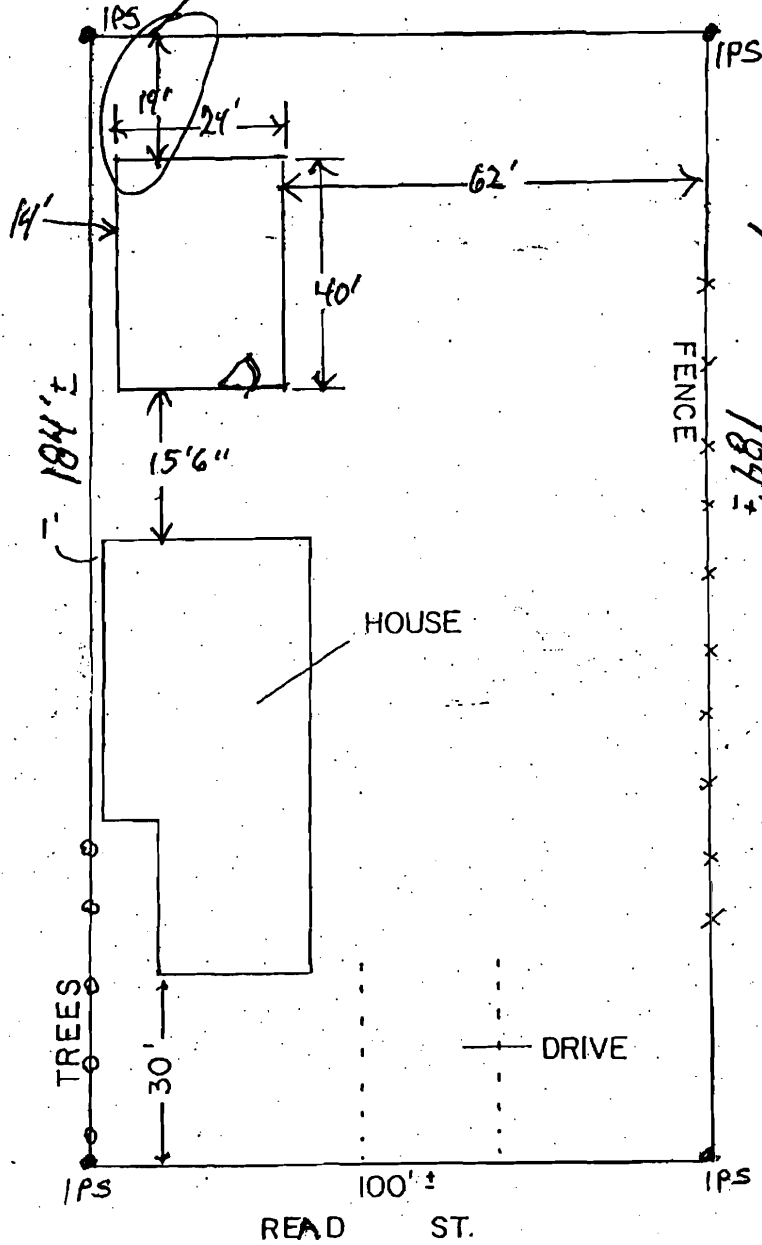 IPS
IPS
19'
24'
62'
14'
40'
FENCE
184' ±
184' ±
15'6"
HOUSE
TREES
30'
DRIVE
IPS
100' ±
IPS
READ ST.